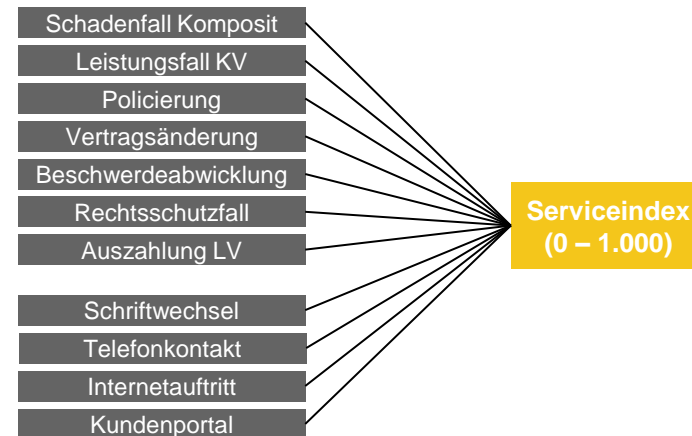 Schadenfall Komposit
Leistungsfall KV
Policierung
Vertragsänderung
Beschwerdeabwicklung
Rechtsschutzfall
Auszahlung LV
Schriftwechsel
Telefonkontakt
Internetauftritt
Kundenportal
Serviceindex
(0 – 1.000)